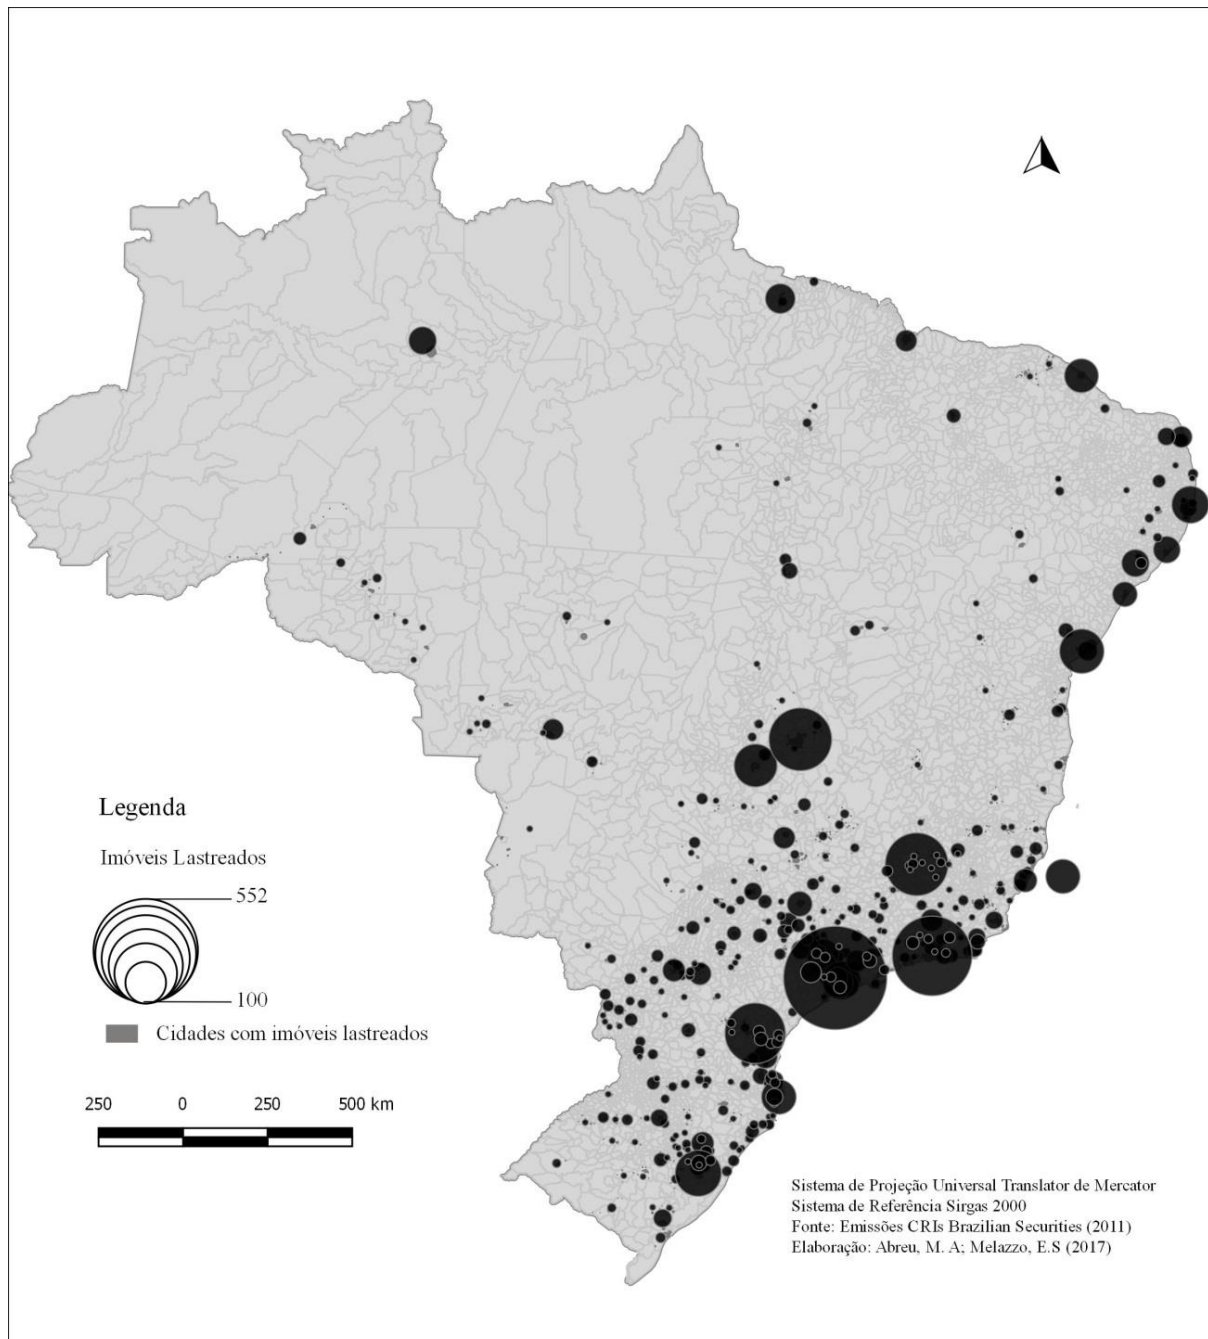 Legenda
Imóveis Lastreados
552
100
Cidades com imóveis lastreados
250 0 250 500 km
Sistema de Projeção Universal Translator de Mercator
Sistema de Referência Sirgas 2000
Fonte: Emissões CRIs Brazilian Securities (2011)
Elaboração: Abreu, M. A; Melazzo, E.S (2017)